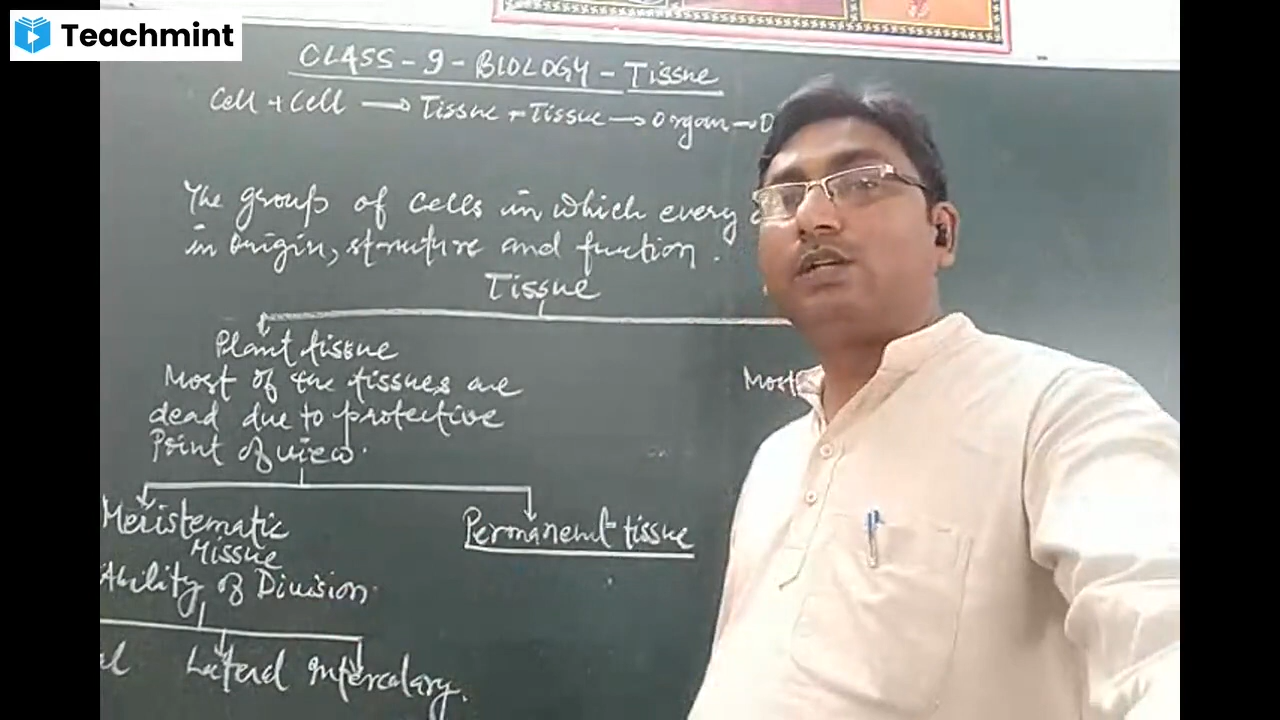 Teachmint
CLASS - 9 - BIOLOGY - Tissue
Cell + Cell → Tissue + Tissue → Organ → O
The group of cells in which every
in origin, structure and function.
Tissue
Plant tissue
Most of the tissues are
dead due to protective
Point of view.
Most
Meristematic
Tissue
Permanent tissue
Ability of Division.
al Lateral Intercalary.